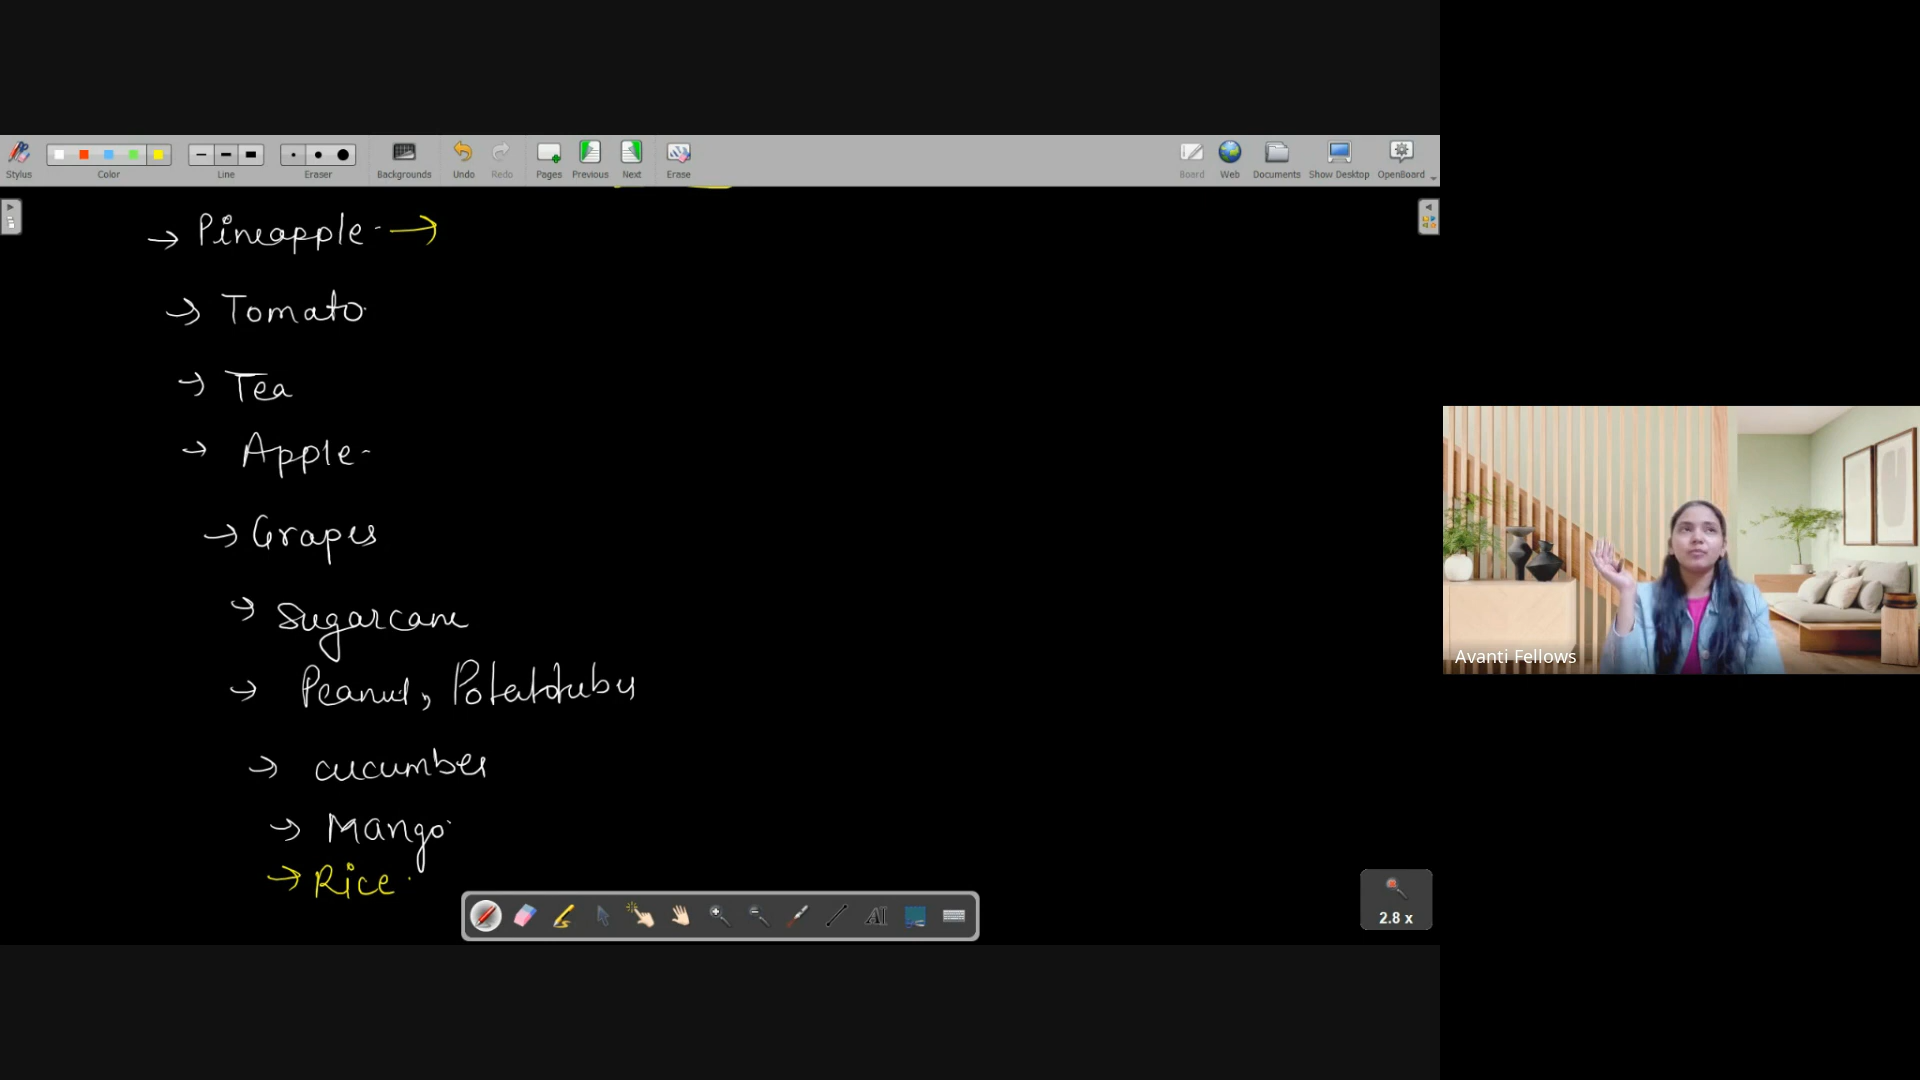 Stylus Color Line Eraser Backgrounds Undo Redo Pages Previous Next Erase Board Web Documents Show Desktop OpenBoard
→ Pineapple →
→ Tomato
→ Tea
→ Apple
→ Grapes
→ Sugarcane
→ Peanut,
→ cucumber
→ Mango
→ Rice
2.8 x
Avanti Fellows